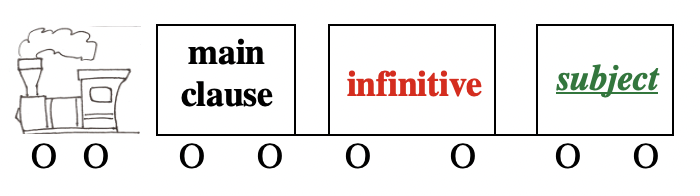 main
clause
infinitive
subject
O O O O O O O O